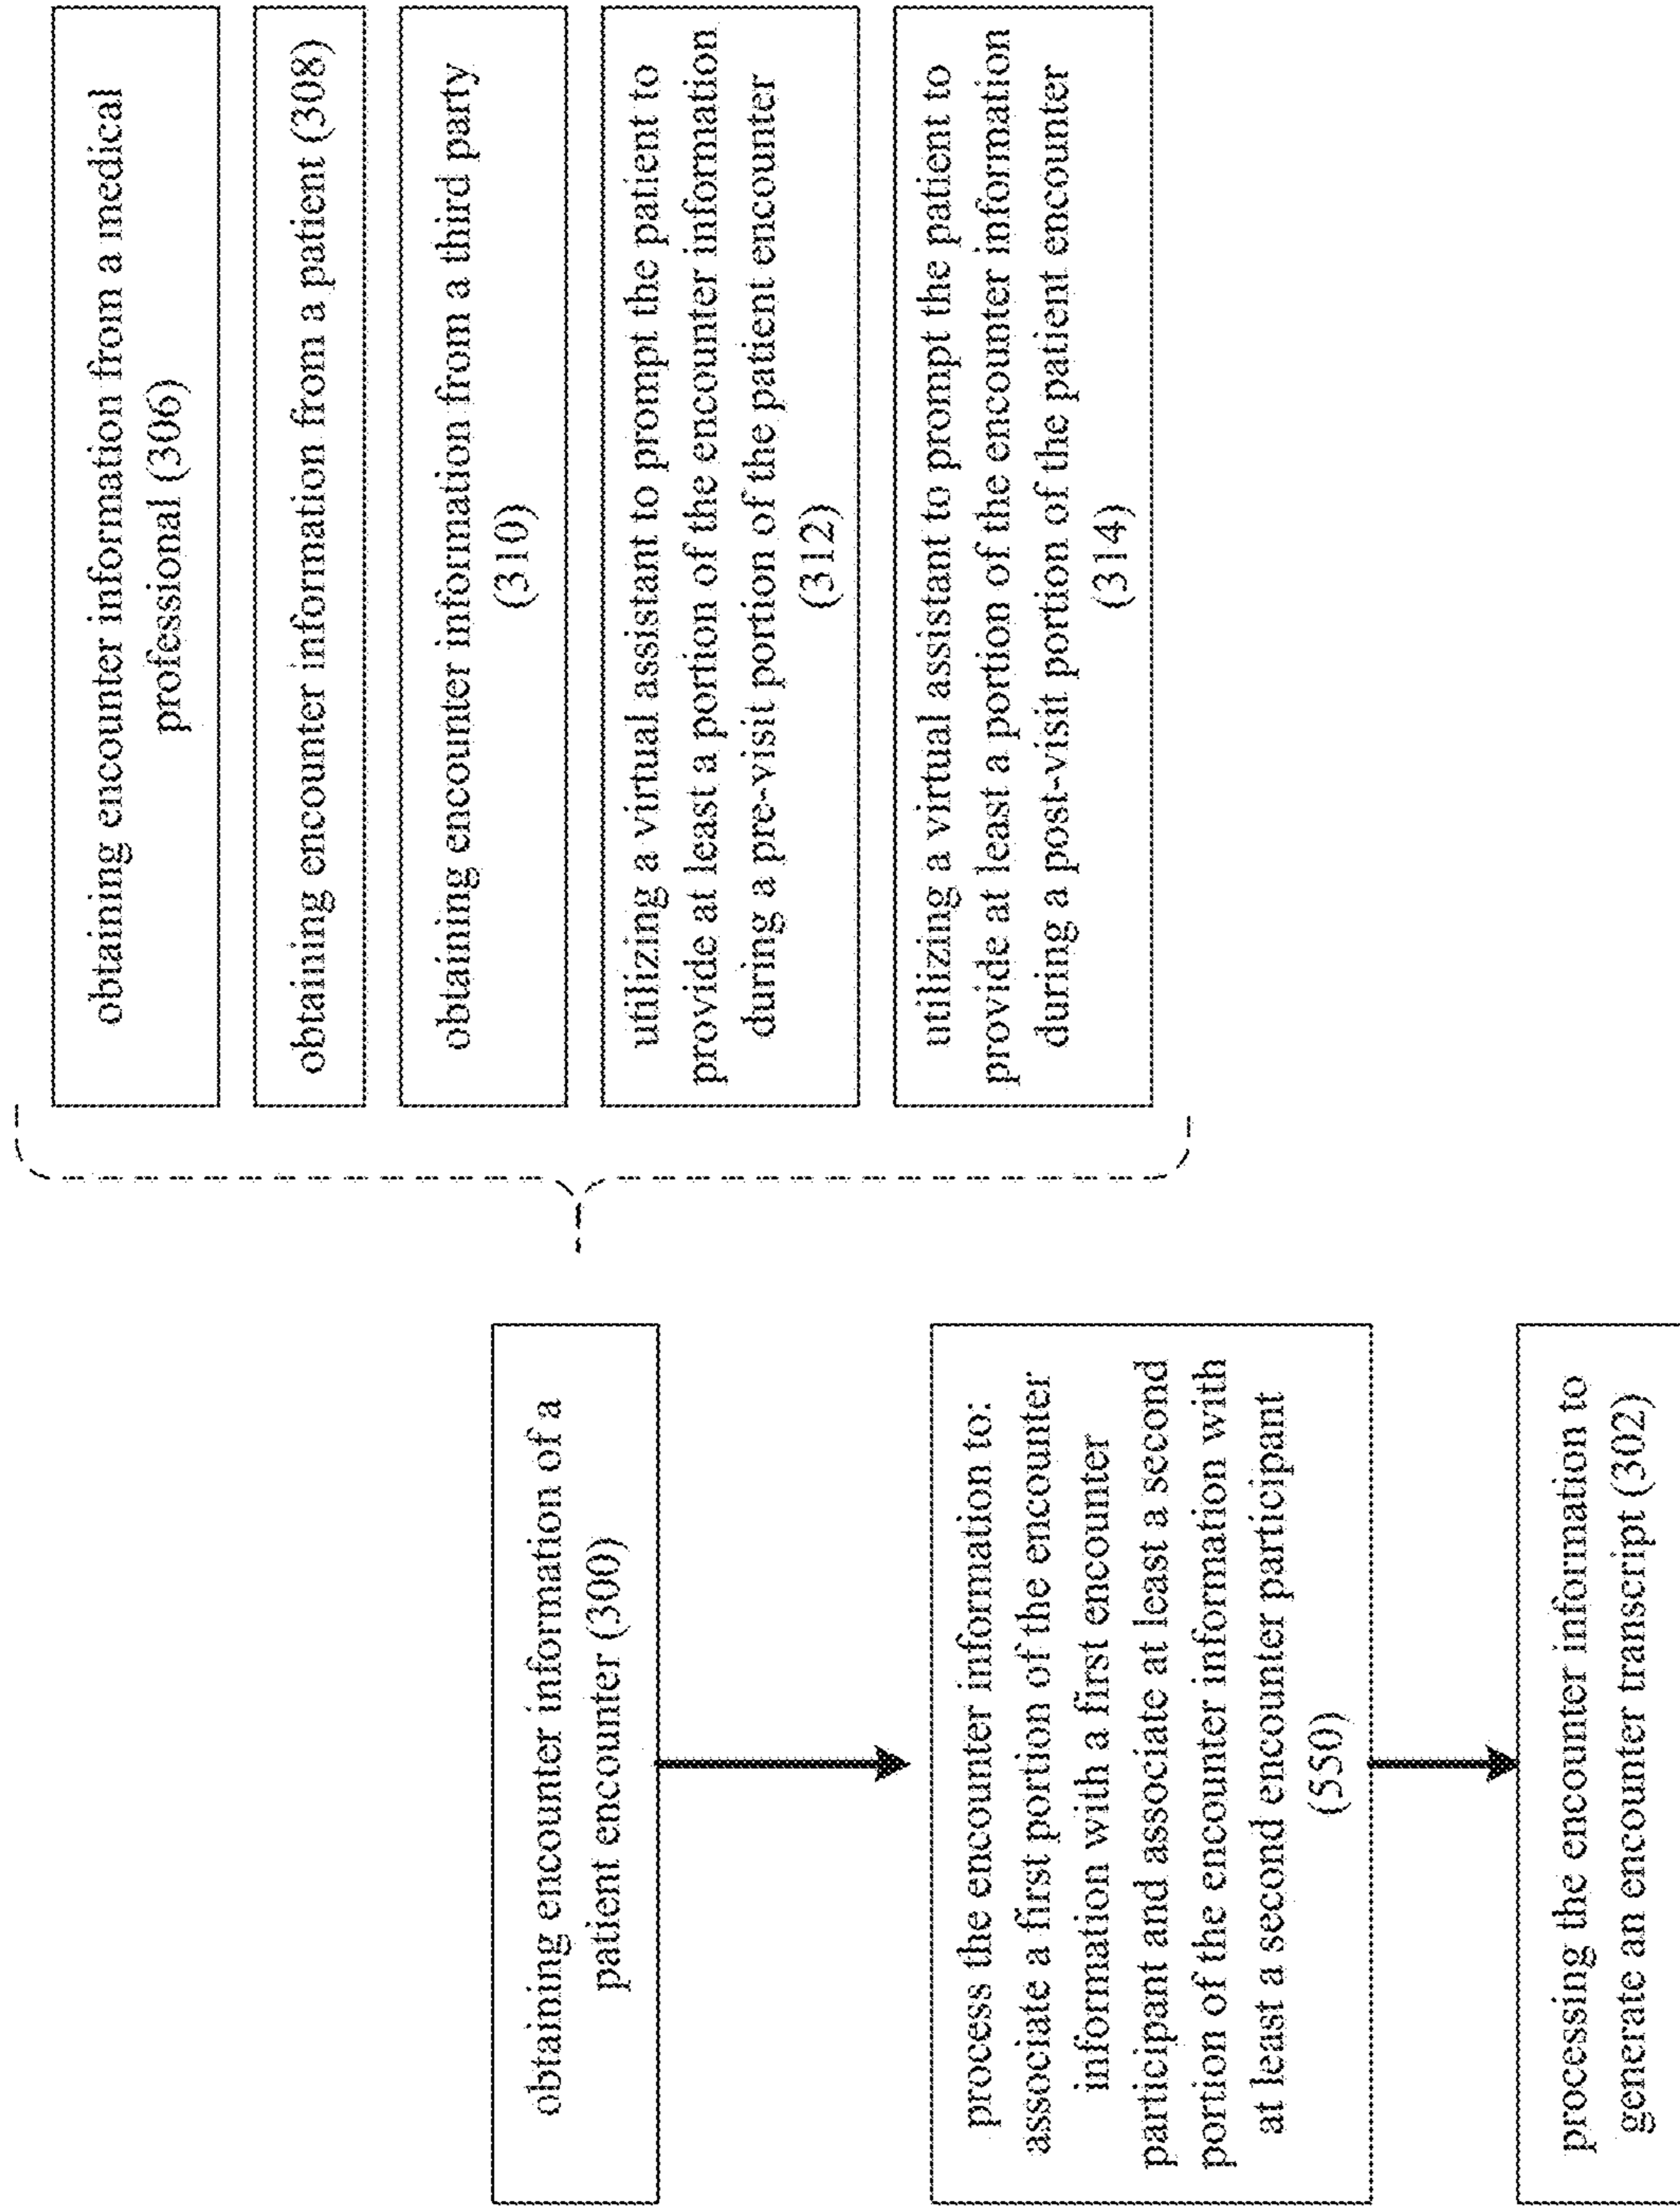 obtaining encounter information of a
patient encounter (300)
process the encounter information to:
associate a first portion of the encounter
information with a first encounter
participant and associate at least a second
portion of the encounter information with
at least a second encounter participant
(550)
processing the encounter information to
generate an encounter transcript (302)
obtaining encounter information from a medical
professional (306)
obtaining encounter information from a patient (308)
obtaining encounter information from a third party
(310)
utilizing a virtual assistant to prompt the patient to
provide at least a portion of the encounter information
during a pre-visit portion of the patient encounter
(312)
utilizing a virtual assistant to prompt the patient to
provide at least a portion of the encounter information
during a post-visit portion of the patient encounter
(314)